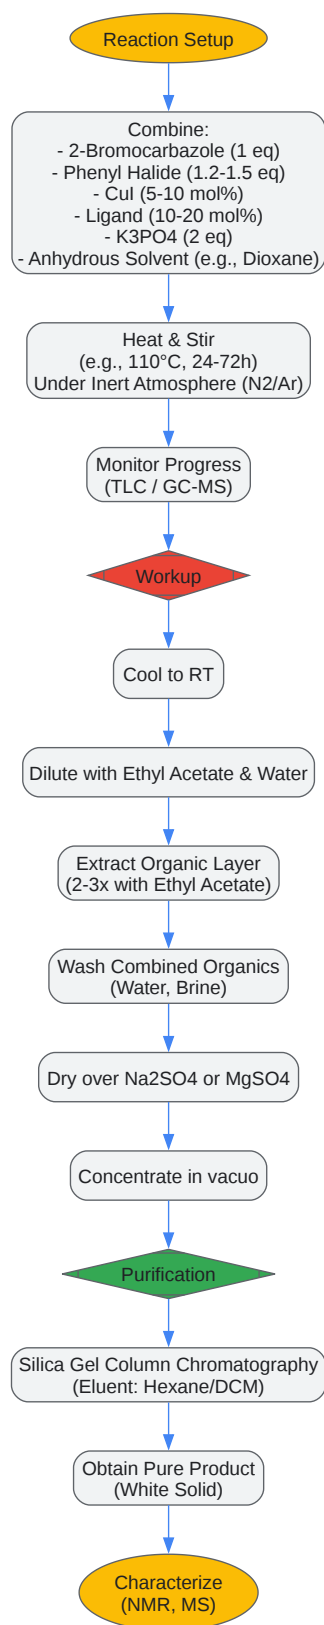 Reaction Setup
Combine:
- 2-Bromocarbazole (1 eq)
- Phenyl Halide (1.2-1.5 eq)
- CuI (5-10 mol%)
- Ligand (10-20 mol%)
- K3PO4 (2 eq)
- Anhydrous Solvent (e.g., Dioxane)
Heat & Stir
(e.g., 110°C, 24-72h)
Under Inert Atmosphere (N2/Ar)
Monitor Progress
(TLC / GC-MS)
Workup
Cool to RT
Dilute with Ethyl Acetate & Water
Extract Organic Layer
(2-3x with Ethyl Acetate)
Wash Combined Organics
(Water, Brine)
Dry over Na2SO4 or MgSO4
Concentrate in vacuo
Purification
Silica Gel Column Chromatography
(Eluent: Hexane/DCM)
Obtain Pure Product
(White Solid)
Characterize
(NMR, MS)